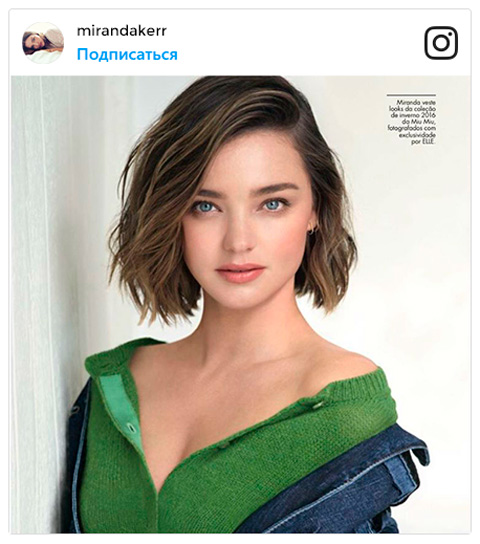 mirandakerr
Подписаться
Miranda veste
looks da coleção
de inverno 2016
da Miu Miu,
fotografados com
exclusividade
por ELLE.